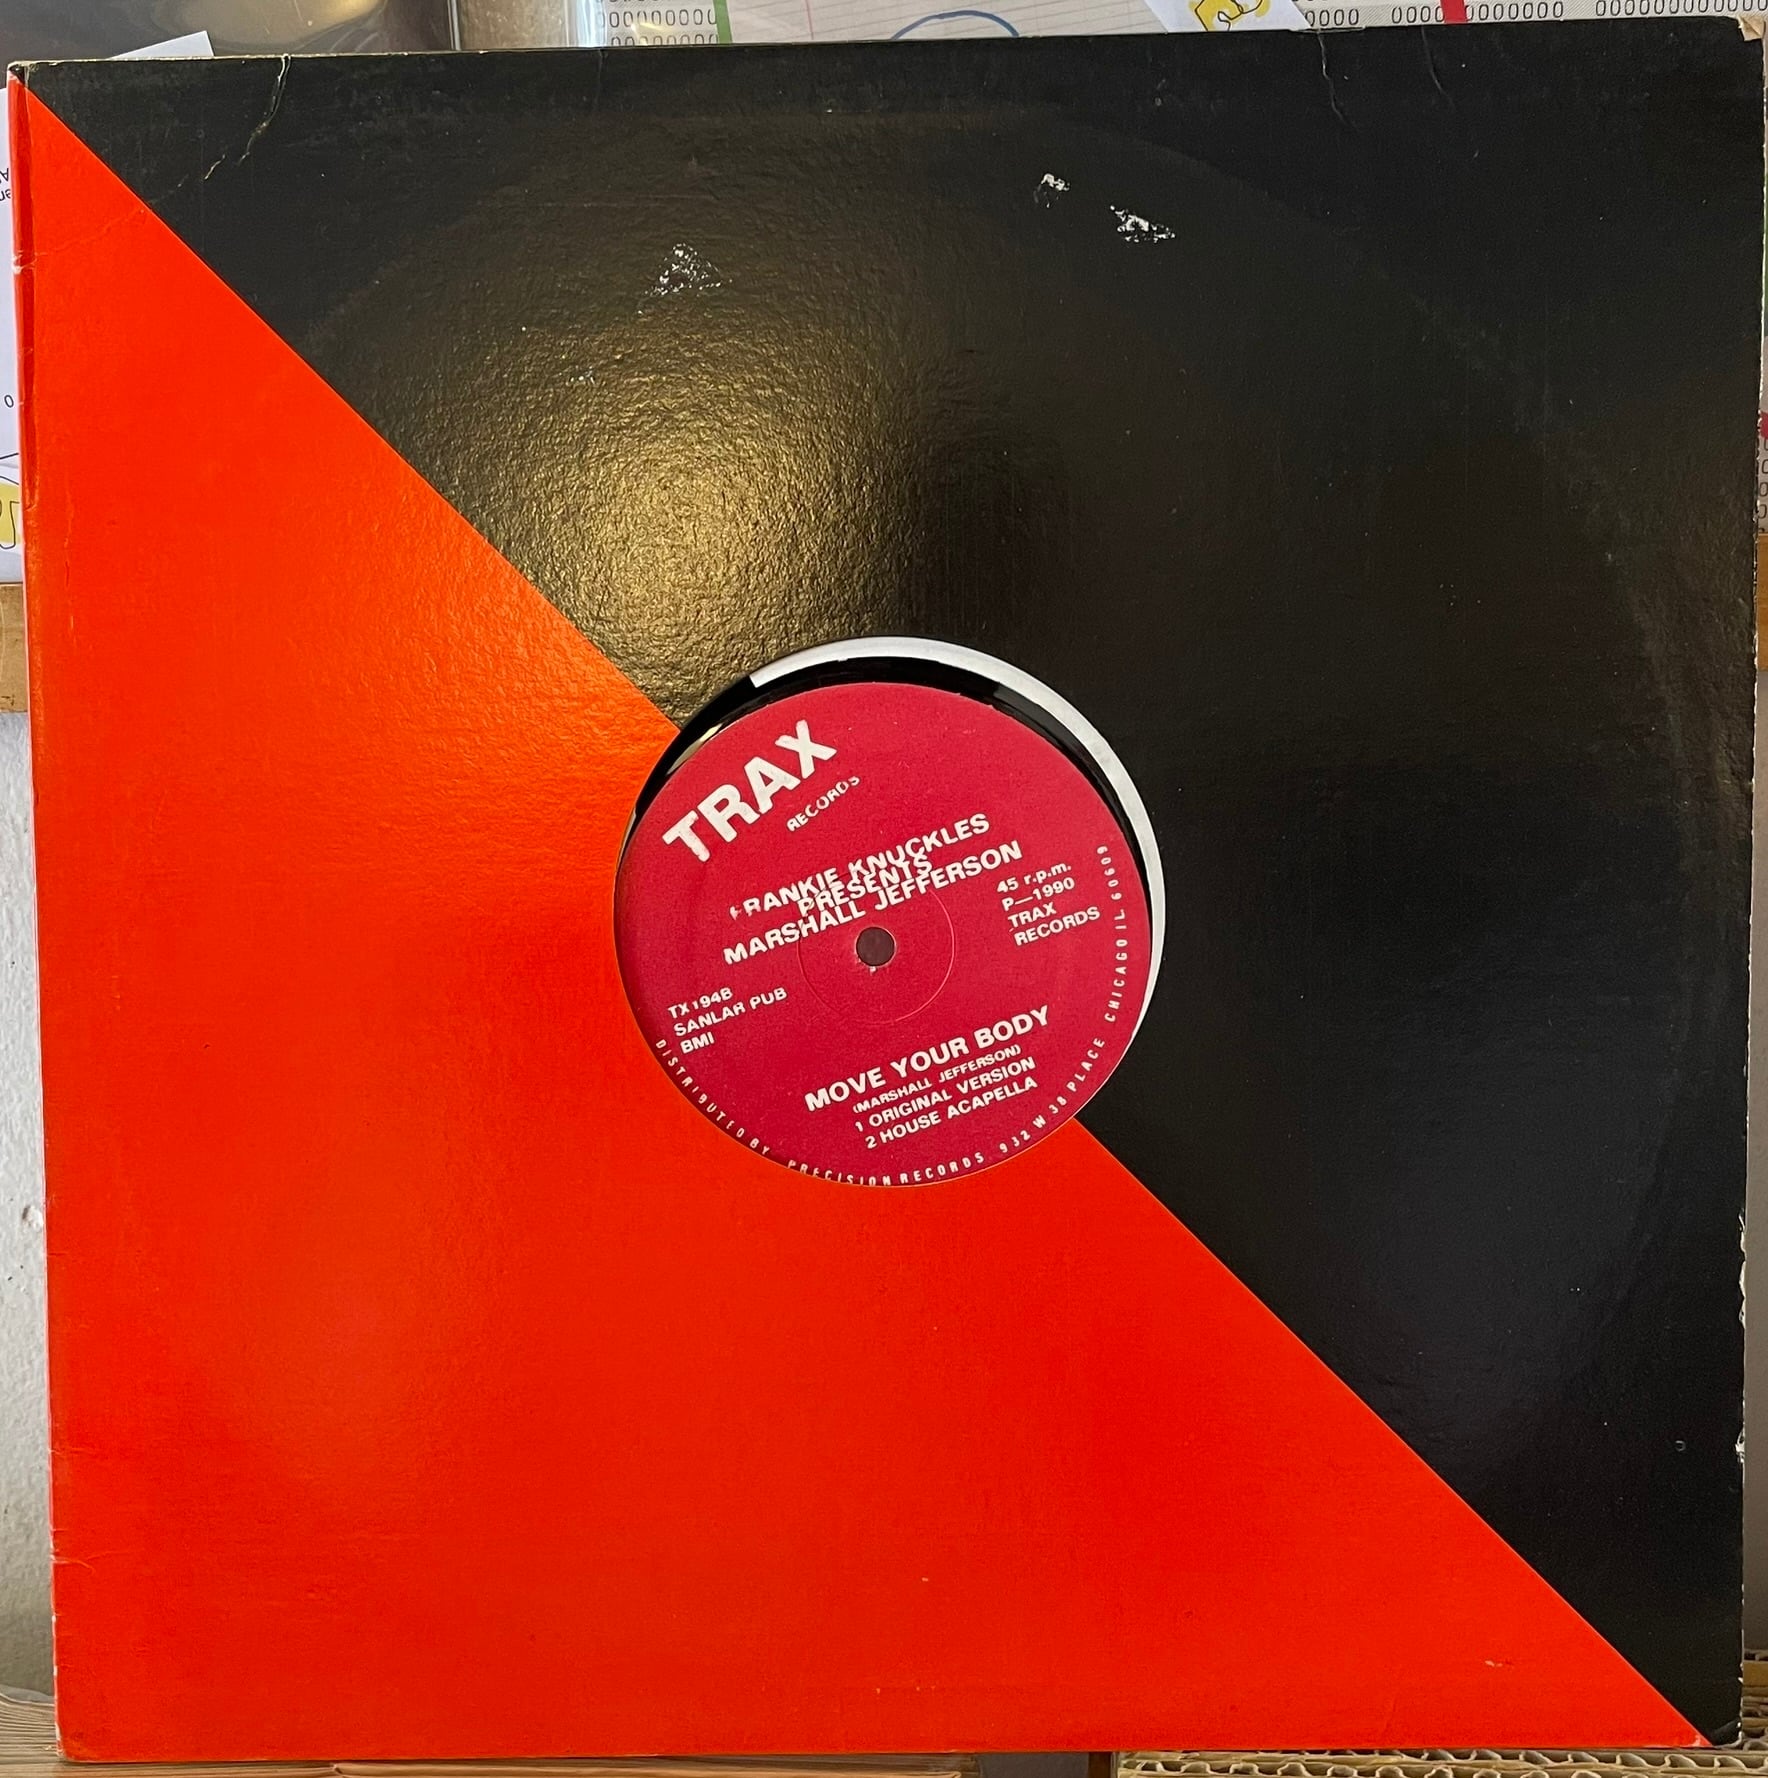 TRAX
RECORDS
FRANKIE KNUCKLES
PRESENTS
MARSHALL JEFFERSON
45 r.p.m.
P—1990
TRAX
RECORDS
TX194B
SANLAR PUB
BMI
MOVE YOUR BODY
(MARSHALL JEFFERSON)
1 ORIGINAL VERSION
2 HOUSE ACAPELLA
DISTRIBUTED BY PRECISION RECORDS. 932 W 38 PLACE CHICAGO IL 60609